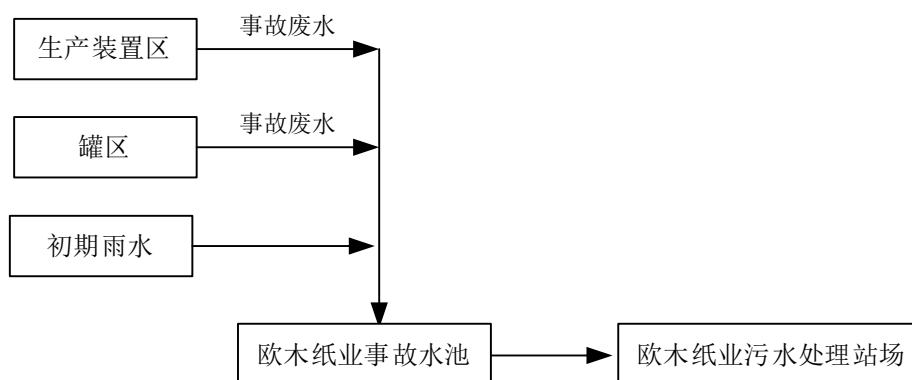 事故废水
生产装置区
事故废水
罐区
初期雨水
欧木纸业事故水池
欧木纸业污水处理站场